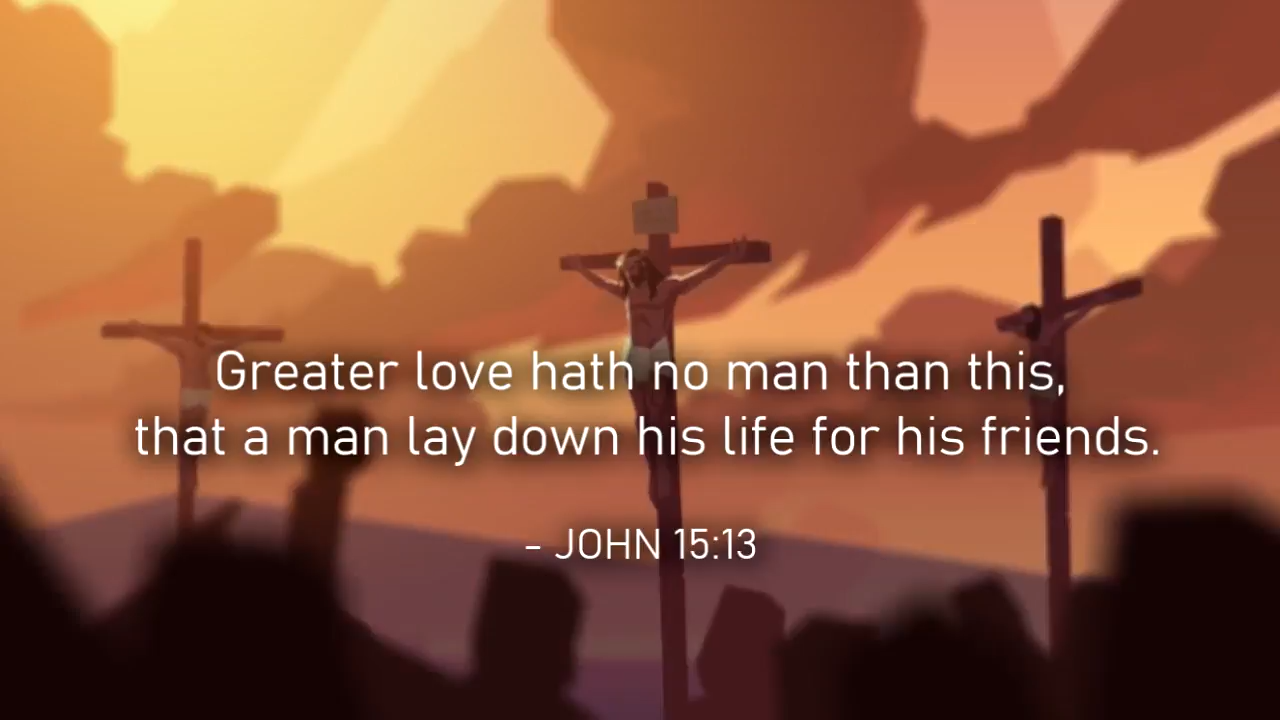 Greater love hath no man than this,
that a man lay down his life for his friends.
- JOHN 15:13